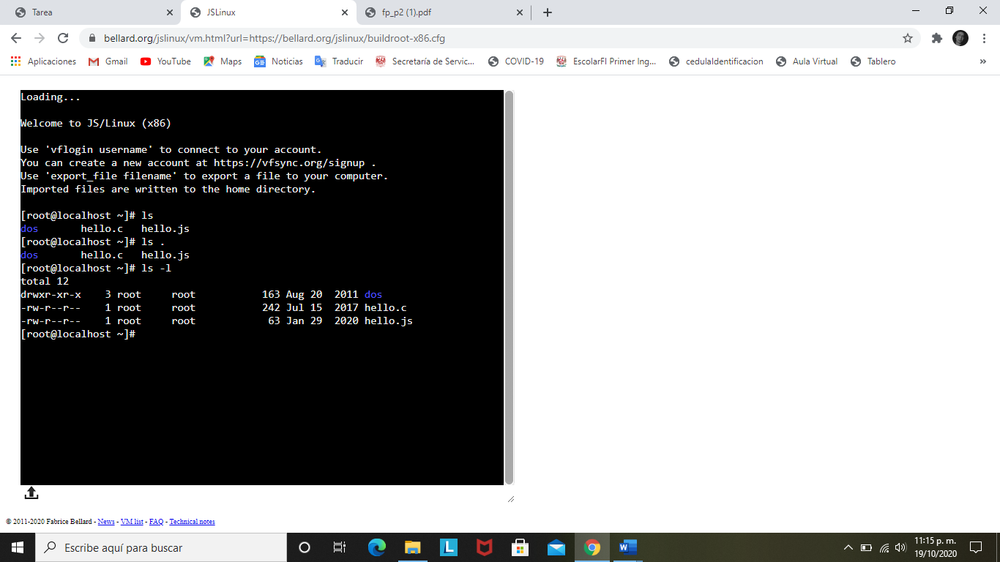 Tarea
JSLinux
fp_p2 (1).pdf
bellard.org/jslinux/vm.html?url=https://bellard.org/jslinux/buildroot-x86.cfg
Aplicaciones
Gmail
YouTube
Maps
Noticias
Traducir
Secretaría de Servic...
COVID-19
EscolarFI Primer Ing...
cedulaIdentificacion
Aula Virtual
Tablero
»
Loading...
Welcome to JS/Linux (x86)
Use 'vflogin username' to connect to your account.
You can create a new account at https://vfsync.org/signup .
Use 'export_file filename' to export a file to your computer.
Imported files are written to the home directory.
[root@localhost ~]# ls
dos       hello.c   hello.js
[root@localhost ~]# ls .
dos       hello.c   hello.js
[root@localhost ~]# ls -l
total 12
drwxr-xr-x    3 root     root           163 Aug 20  2011 dos
-rw-r--r--    1 root     root           242 Jul 15  2017 hello.c
-rw-r--r--    1 root     root            63 Jan 29  2020 hello.js
[root@localhost ~]#
© 2011-2020 Fabrice Bellard - News - VM list - FAQ - Technical notes
Escribe aquí para buscar
L
W
11:15 p. m.
19/10/2020